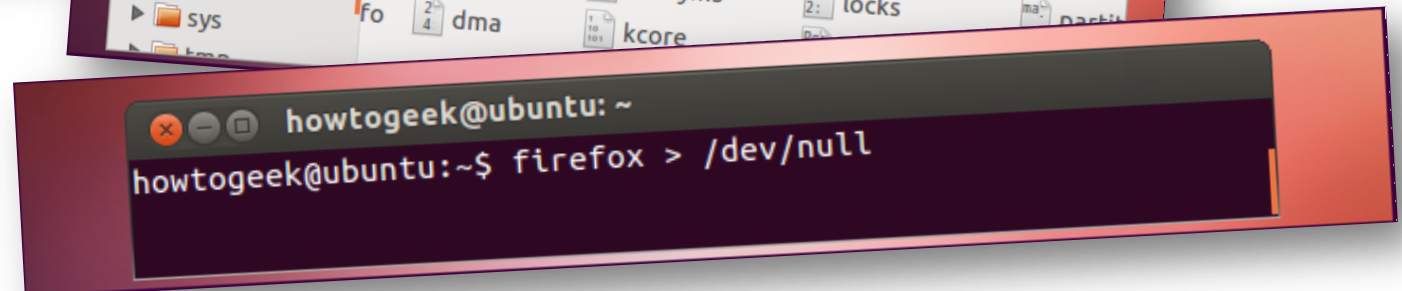 sys
fo
dma
kcore
locks
howtogeek@ubuntu: ~
howtogeek@ubuntu:~$ firefox > /dev/null